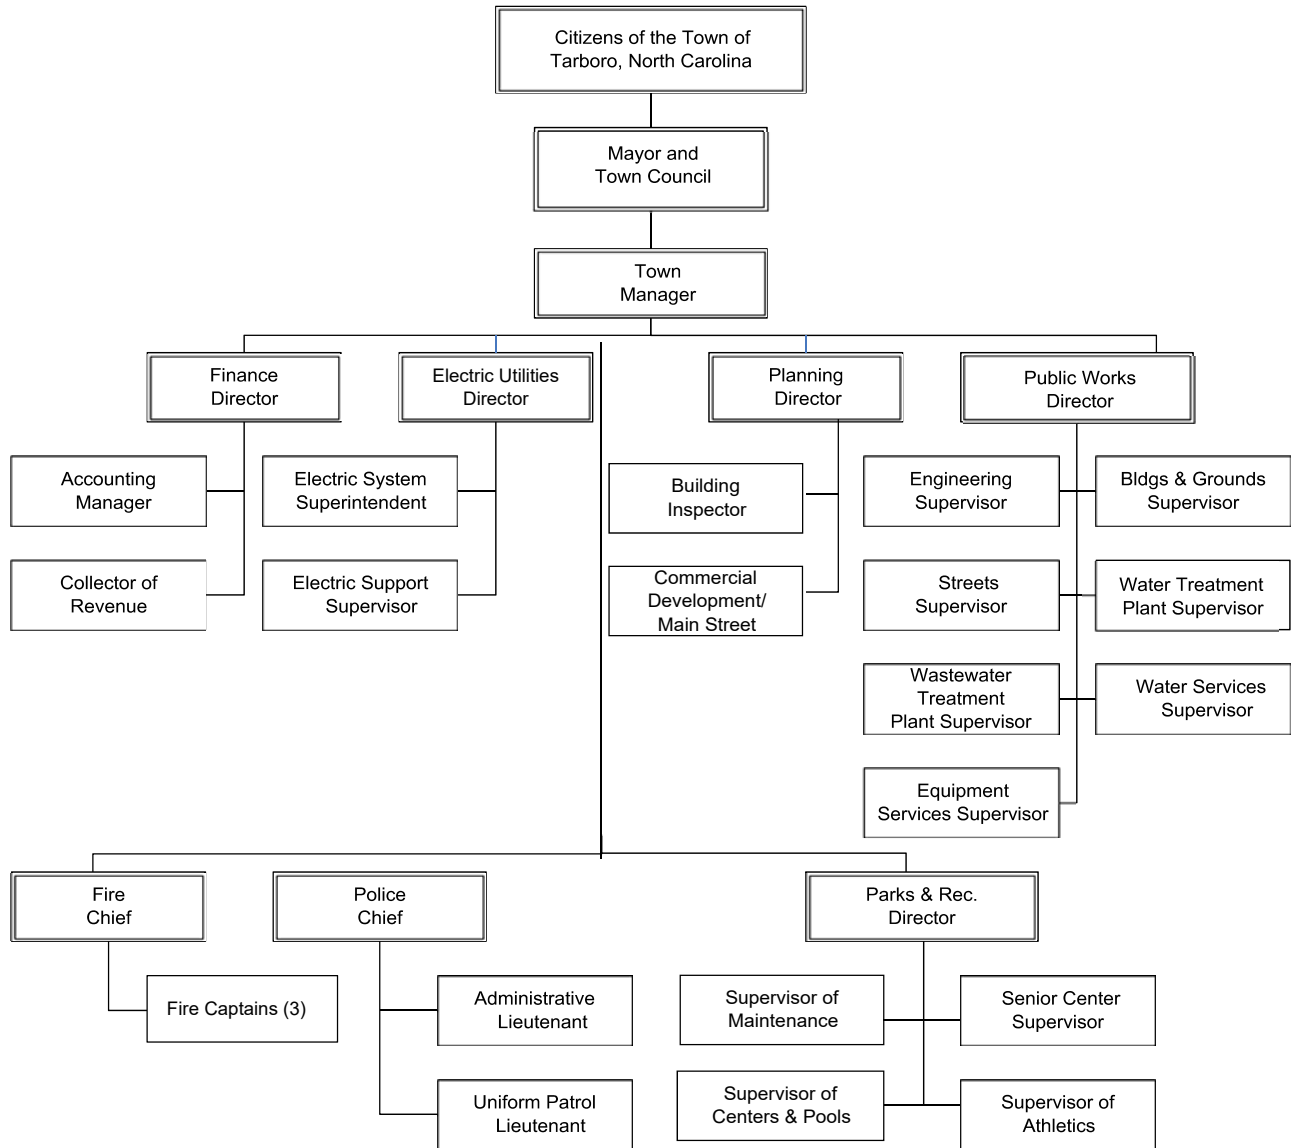 Citizens of the Town of
Tarboro, North Carolina
Mayor and
Town Council
Town
Manager
Finance
Director
Electric Utilities
Director
Planning
Director
Public Works
Director
Accounting
Manager
Electric System
Superintendent
Building
Inspector
Engineering
Supervisor
Bldgs & Grounds
Supervisor
Collector of
Revenue
Electric Support
Supervisor
Commercial
Development/
Main Street
Streets
Supervisor
Water Treatment
Plant Supervisor
Wastewater
Treatment
Plant Supervisor
Water Services
Supervisor
Equipment
Services Supervisor
Fire
Chief
Police
Chief
Parks & Rec.
Director
Fire Captains (3)
Administrative
Lieutenant
Supervisor of
Maintenance
Senior Center
Supervisor
Uniform Patrol
Lieutenant
Supervisor of
Centers & Pools
Supervisor of
Athletics